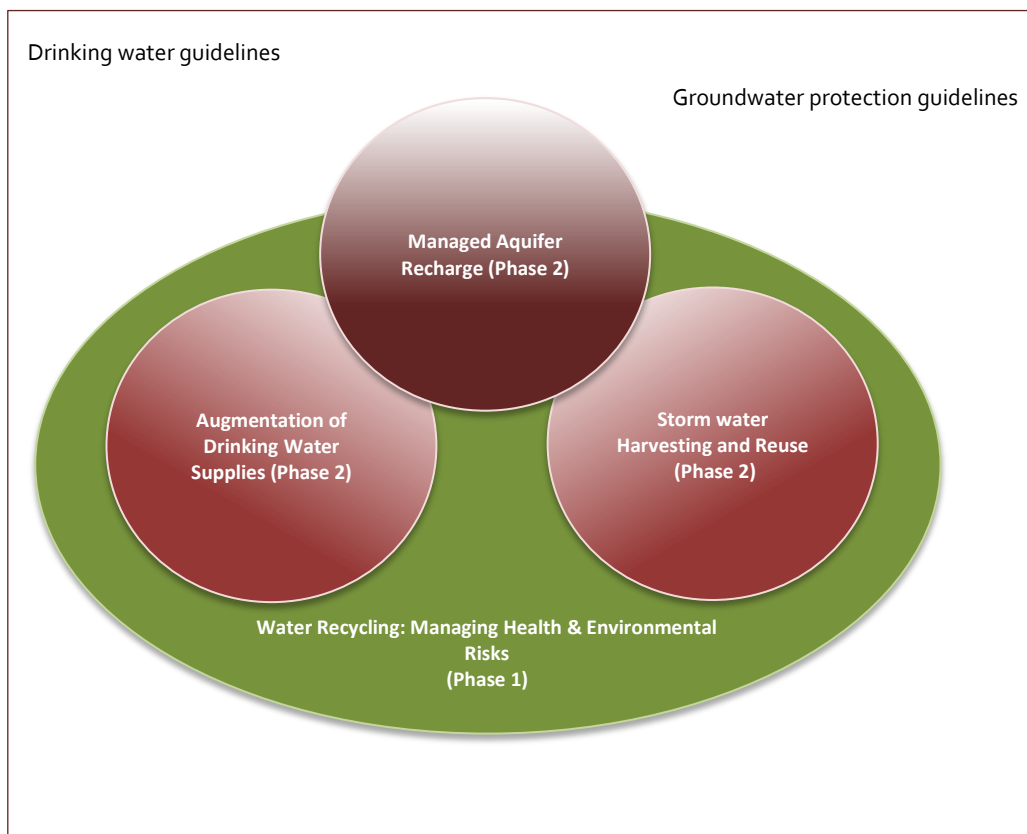 Drinking water guidelines
Groundwater protection guidelines
Managed Aquifer
Recharge (Phase 2)
Augmentation of
Drinking Water
Supplies (Phase 2)
Storm water
Harvesting and Reuse
(Phase 2)
Water Recycling: Managing Health & Environmental
Risks
(Phase 1)